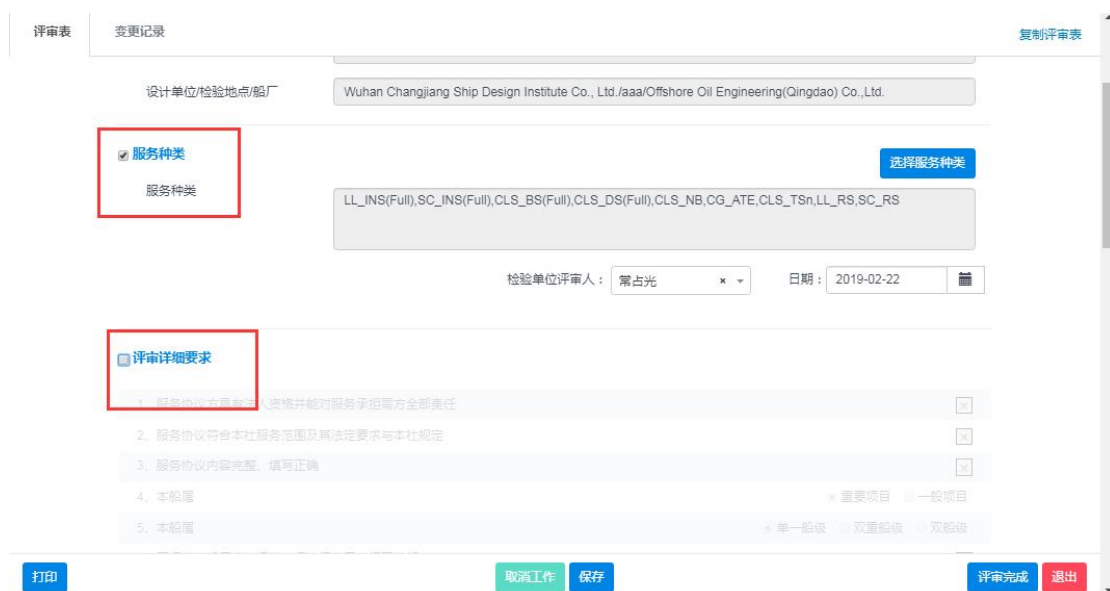 评审表 变更记录 复制评审表
设计单位/检验地点/船厂 Wuhan Changjiang Ship Design Institute Co., Ltd./aaa/Offshore Oil Engineering(Qingdao) Co.,Ltd.
服务种类 选择服务种类
服务种类 LL_INS(Full),SC_INS(Full),CLS_BS(Full),CLS_DS(Full),CLS_NB,CG_ATE,CLS_TSn,LL_RS,SC_RS
检验单位评审人： 常占光 × 日期： 2019-02-22
评审详细要求
1、服务协议方具有法人资格并能对服务承担需方全部责任
2、服务协议符合本社服务范围及其法定要求与本社规定
3、服务协议内容完整、填写正确
4、本船属 重要项目 一般项目
5、本船属 单一船级 双重船级 双船级
打印 取消工作 保存 评审完成 退出